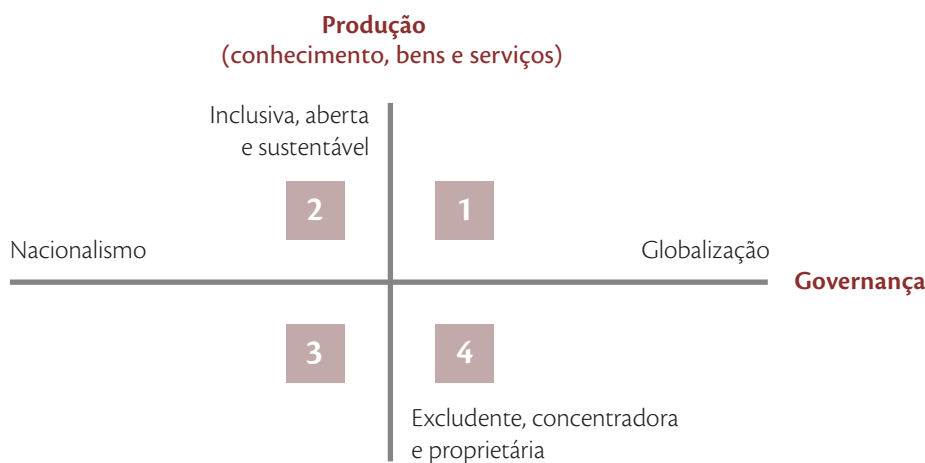 Produção
(conhecimento, bens e serviços)
Inclusiva, aberta
e sustentável
2
1
Nacionalismo
Globalização
Governança
3
4
Excludente, concentradora
e proprietária